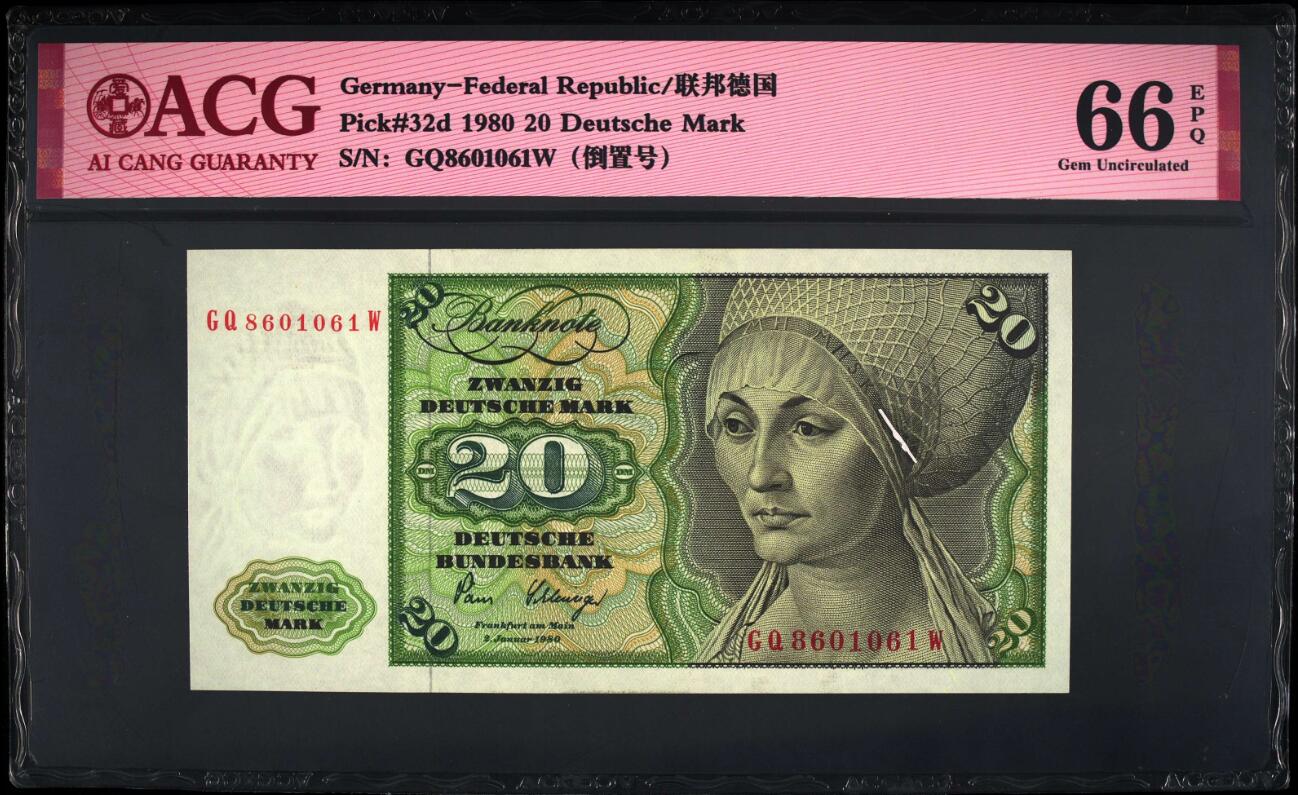 ACG
AI CANG GUARANTY
Germany-Federal Republic/联邦德国
Pick#32d 1980 20 Deutsche Mark
S/N: GQ8601061W (倒置号)
66
EPQ
Gem Uncirculated
GQ8601061W
20
Banknote
20
ZWANZIG
DEUTSCHE MARK
DM 20 DM
DEUTSCHE
BUNDESBANK
Frankfurt am Main
2. Januar 1980
ZWANZIG
DEUTSCHE
MARK
20
GQ8601061W
20